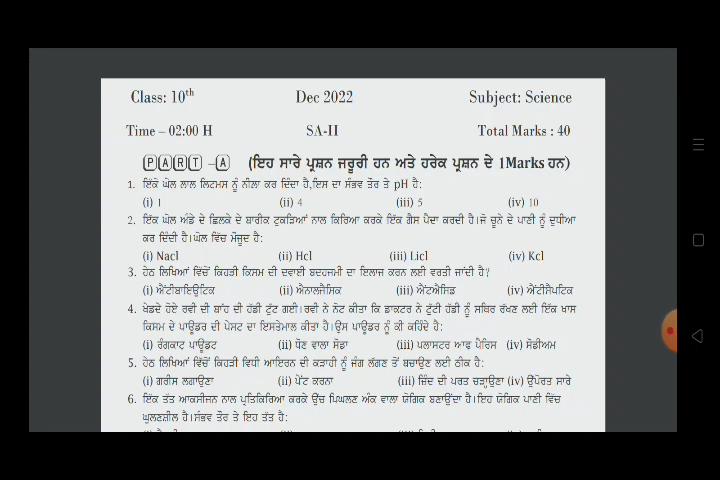 Class: 10th Dec 2022 Subject: Science
Time – 02:00 H SA-II Total Marks : 40
PART –A (ਇਹ ਸਾਰੇ ਪ੍ਰਸ਼ਨ ਜਰੂਰੀ ਹਨ ਅਤੇ ਹਰੇਕ ਪ੍ਰਸ਼ਨ ਦੇ 1Marks ਹਨ)
1. ਇੱਕੇ ਘੋਲ ਲਾਲ ਲਿਟਮਸ ਨੂੰ ਨੀਲਾ ਕਰ ਦਿੰਦਾ ਹੈ,ਇਸ ਦਾ ਸੰਭਵ ਤੌਰ ਤੇ pH ਹੈ:
(i) 1 (ii) 4 (iii) 5 (iv) 10
2. ਇੱਕ ਘੋਲ ਅੰਡੇ ਦੇ ਛਿਲਕੇ ਦੇ ਬਾਰੀਕ ਟੁਕੜਿਆਂ ਨਾਲ ਕਿਰਿਆ ਕਰਕੇ ਇੱਕ ਗੈਸ ਪੈਦਾ ਕਰਦੀ ਹੈ।ਜੋ ਚੂਨੇ ਦੇ ਪਾਣੀ ਨੂੰ ਦੁਧੀਆ
ਕਰ ਦਿੰਦੀ ਹੈ।ਘੋਲ ਵਿੱਚ ਮੌਜੂਦ ਹੈ:
(i) Nacl (ii) Hcl (iii) Licl (iv) Kcl
3. ਹੇਠ ਲਿਖਿਆਂ ਵਿੱਚੋਂ ਕਿਹੜੀ ਕਿਸਮ ਦੀ ਦਵਾਈ ਬਦਹਜਮੀ ਦਾ ਇਲਾਜ ਕਰਨ ਲਈ ਵਰਤੀ ਜਾਂਦੀ ਹੈ?
(i) ਐਂਟੀਬਾਇਉਟਿਕ (ii) ਐਨਾਲਜੈਸਿਕ (iii) ਐਂਟਐਸਿਡ (iv) ਐਂਟੀਸੈਪਟਿਕ
4. ਖੇਡਦੇ ਹੋਏ ਰਵੀ ਦੀ ਬਾਂਹ ਦੀ ਹੱਡੀ ਟੁੱਟ ਗਈ।ਰਵੀ ਨੇ ਨੋਟ ਕੀਤਾ ਕਿ ਡਾਕਟਰ ਨੇ ਟੁੱਟੀ ਹੱਡੀ ਨੂੰ ਸਥਿਰ ਰੱਖਣ ਲਈ ਇੱਕ ਖਾਸ
ਕਿਸਮ ਦੇ ਪਾਊਡਰ ਦੀ ਪੇਸਟ ਦਾ ਇਸਤੇਮਾਲ ਕੀਤਾ ਹੈ।ਉਸ ਪਾਊਡਰ ਨੂੰ ਕੀ ਕਹਿੰਦੇ ਹੈ:
(i) ਰੰਗਕਾਟ ਪਾਊਡਟ (ii) ਧੋਣ ਵਾਲਾ ਸੋਡਾ (iii) ਪਲਾਸਟਰ ਆਫ ਪੈਰਿਸ (iv) ਸੋਡੀਅਮ
5. ਹੇਠ ਲਿਖਿਆਂ ਵਿੱਚੋਂ ਕਿਹੜੀ ਵਿਧੀ ਆਇਰਨ ਦੀ ਕੜਾਹੀ ਨੂੰ ਜੰਗ ਲੱਗਣ ਤੋਂ ਬਚਾਉਣ ਲਈ ਠੀਕ ਹੈ:
(i) ਗਰੀਸ ਲਗਾਉਣਾ (ii) ਪੇਂਟ ਕਰਨਾ (iii) ਜ਼ਿੰਕ ਦੀ ਪਰਤ ਚੜ੍ਹਾਉਣਾ (iv) ਉਪੋਰਤ ਸਾਰੇ
6. ਇੱਕ ਤੱਤ ਆਕਸੀਜਨ ਨਾਲ ਪ੍ਰਤਿਕਿਰਿਆ ਕਰਕੇ ਉੱਚ ਪਿਘਲਣ ਅੰਕ ਵਾਲਾ ਯੋਗਿਕ ਬਣਾਉਂਦਾ ਹੈ।ਇਹ ਯੋਗਿਕ ਪਾਣੀ ਵਿੱਚ
ਘੁਲਣਸ਼ੀਲ ਹੈ।ਸੰਭਵ ਤੌਰ ਤੇ ਇਹ ਤੱਤ ਹੈ: